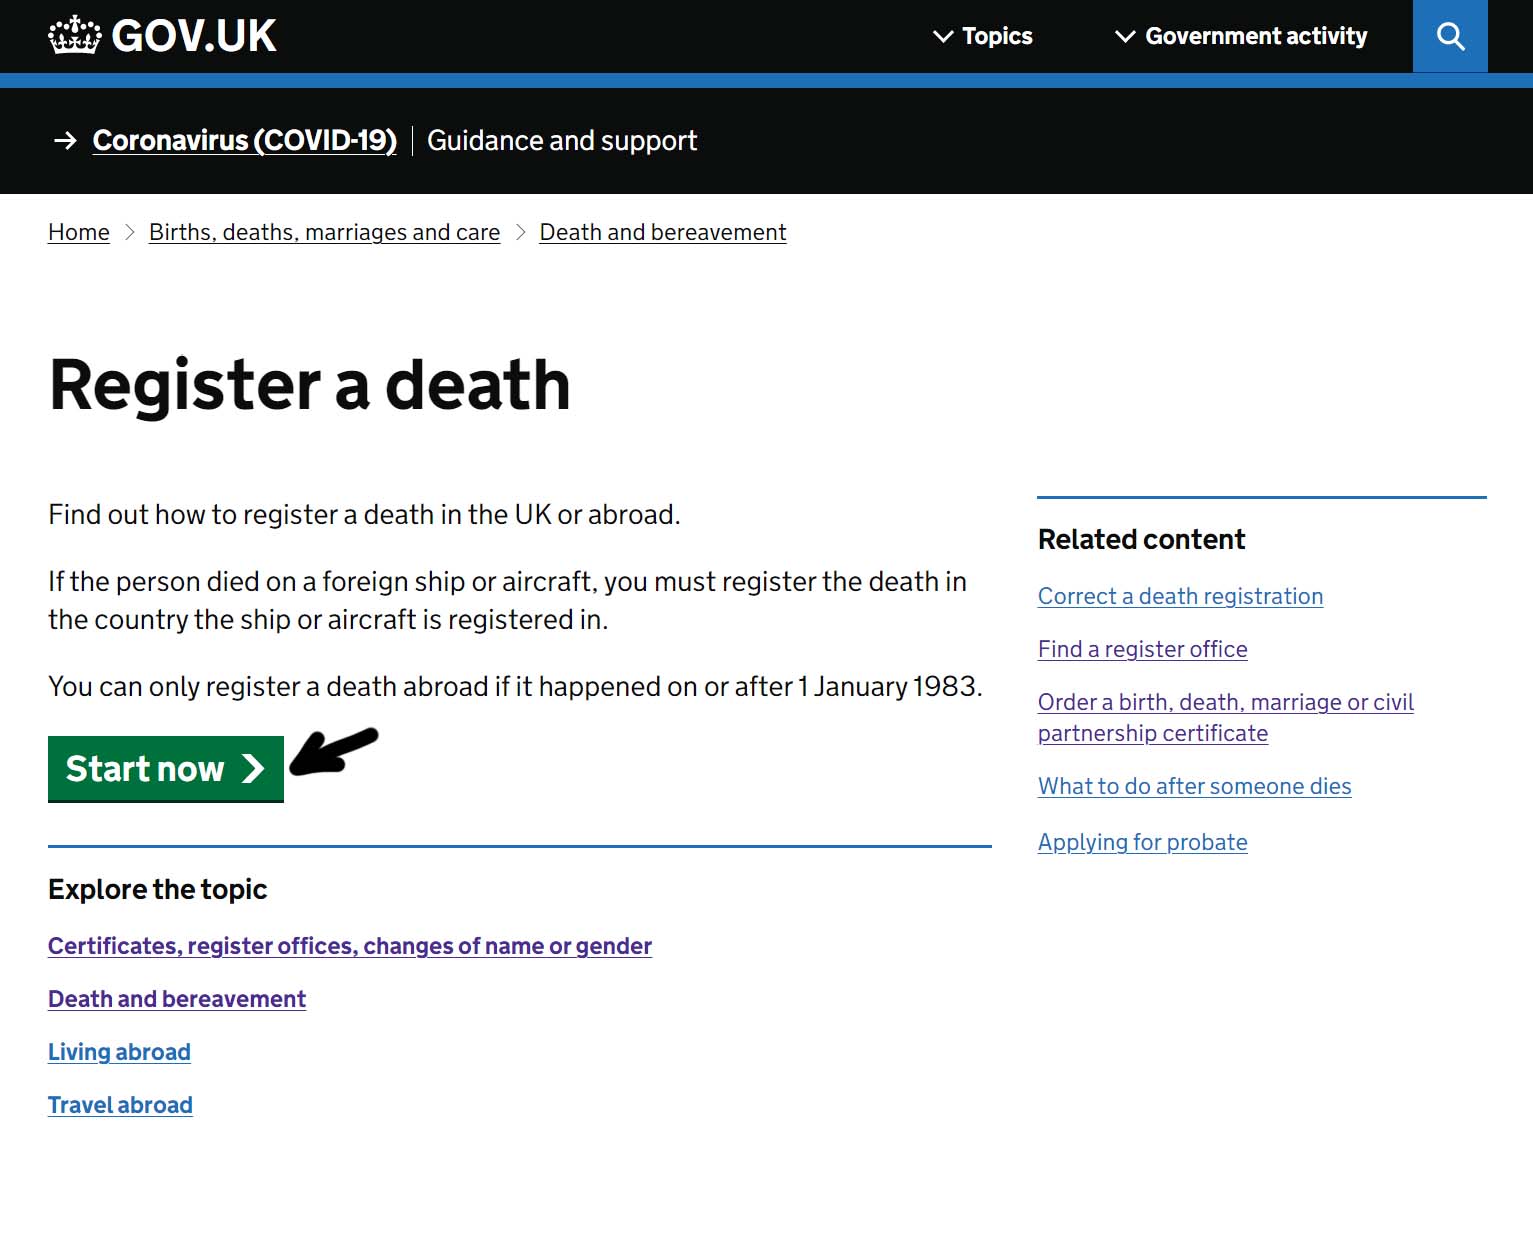 GOV.UK
Topics
Government activity
Coronavirus (COVID-19) Guidance and support
Home Births, deaths, marriages and care Death and bereavement
Register a death
Find out how to register a death in the UK or abroad.
If the person died on a foreign ship or aircraft, you must register the death in
the country the ship or aircraft is registered in.
You can only register a death abroad if it happened on or after 1 January 1983.
Start now
Explore the topic
Certificates, register offices, changes of name or gender
Death and bereavement
Living abroad
Travel abroad
Related content
Correct a death registration
Find a register office
Order a birth, death, marriage or civil
partnership certificate
What to do after someone dies
Applying for probate